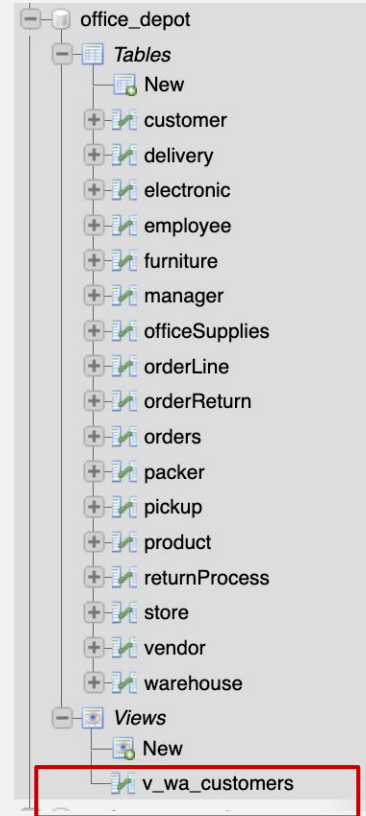 office_depot
Tables
New
customer
delivery
electronic
employee
furniture
manager
officeSupplies
orderLine
orderReturn
orders
packer
pickup
product
returnProcess
store
vendor
warehouse
Views
New
v_wa_customers